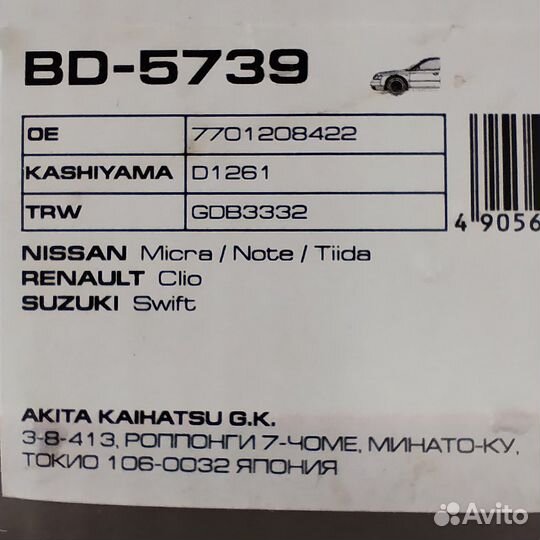 BD-5739
OE 7701208422
KASHIYAMA D1261
TRW GDB3332
4 9056
NISSAN Micra / Note / Tiida
RENAULT Clio
SUZUKI Swift
AKITA KAIHATSU G.K.
3-8-413, РОППОНГИ 7-ЧОМЕ, МИНАТО-КУ,
ТОКИО 106-0032 ЯПОНИЯ
Avito